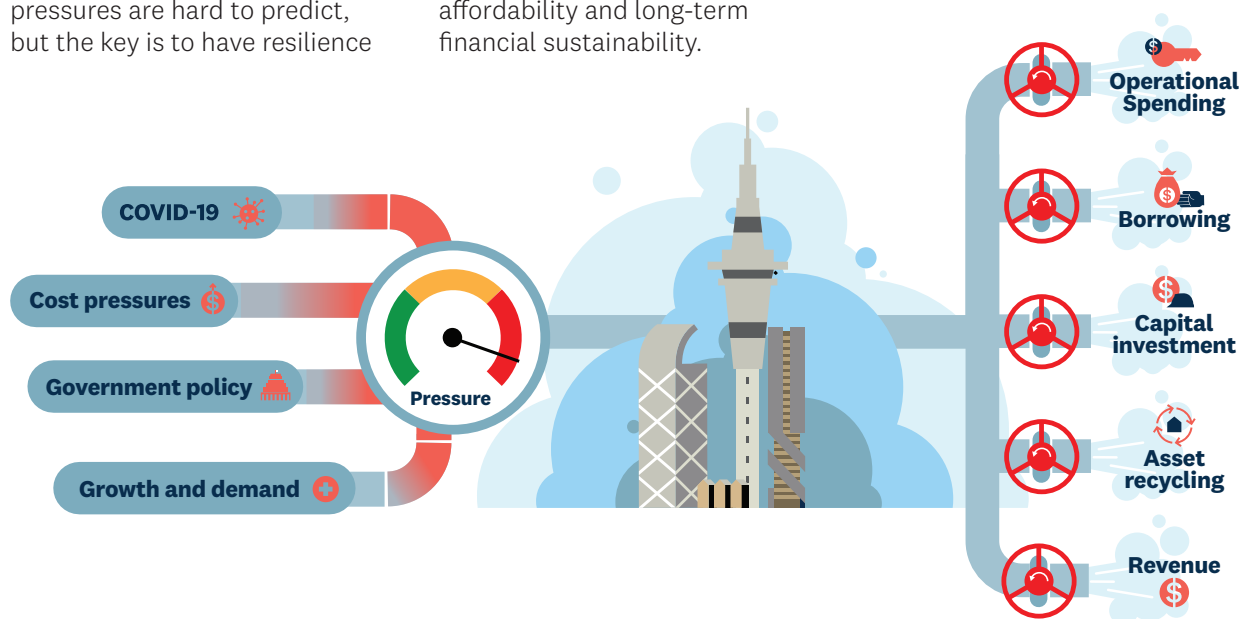 pressures are hard to predict,
but the key is to have resilience
affordability and long-term
financial sustainability.
COVID-19
Cost pressures
Government policy
Growth and demand
Pressure
Operational
Spending
Borrowing
Capital
investment
Asset
recycling
Revenue